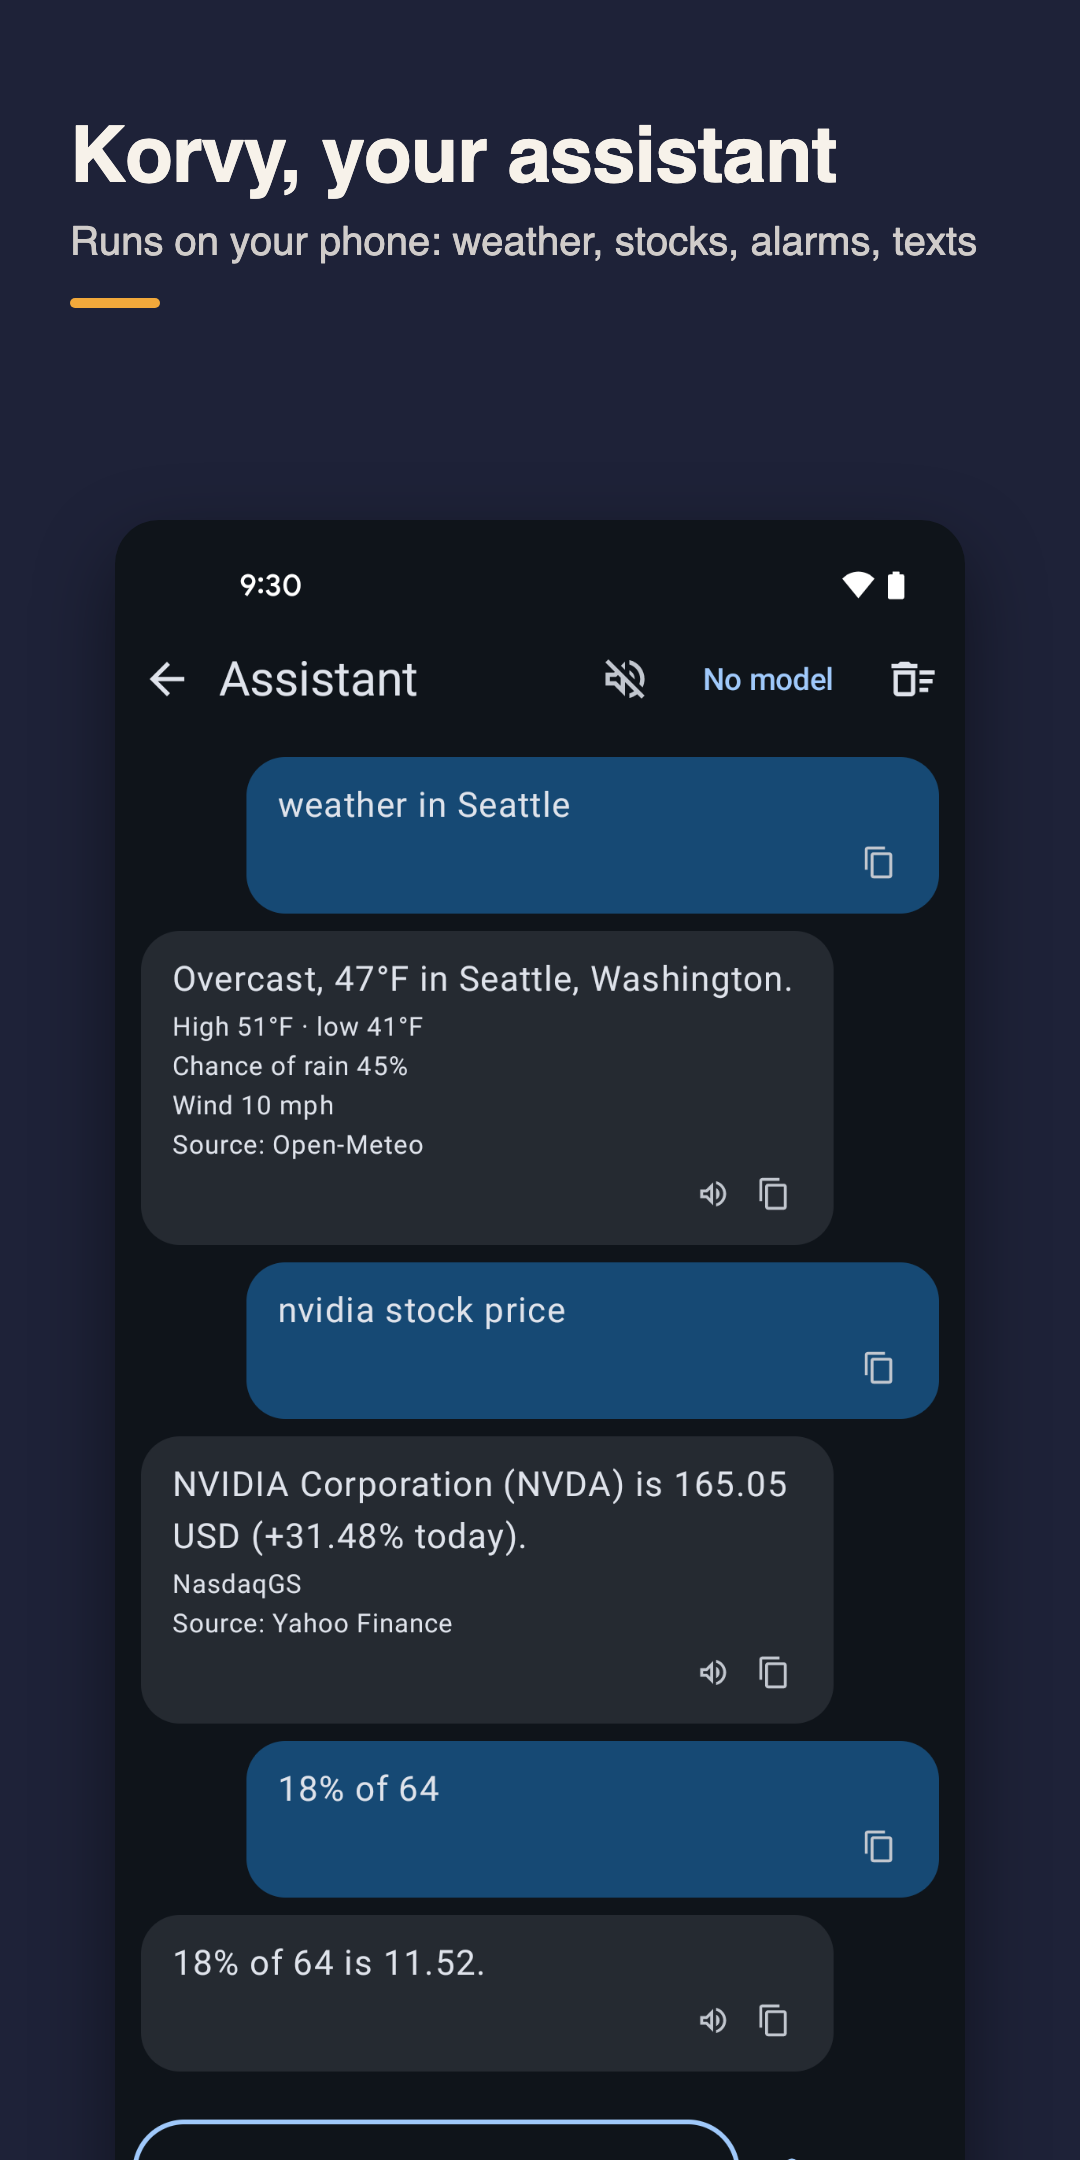 Korvy, your assistant
Runs on your phone: weather, stocks, alarms, texts
9:30
Assistant
No model
weather in Seattle
Overcast, 47°F in Seattle, Washington.
High 51°F · low 41°F
Chance of rain 45%
Wind 10 mph
Source: Open-Meteo
nvidia stock price
NVIDIA Corporation (NVDA) is 165.05
USD (+31.48% today).
NasdaqGS
Source: Yahoo Finance
18% of 64
18% of 64 is 11.52.